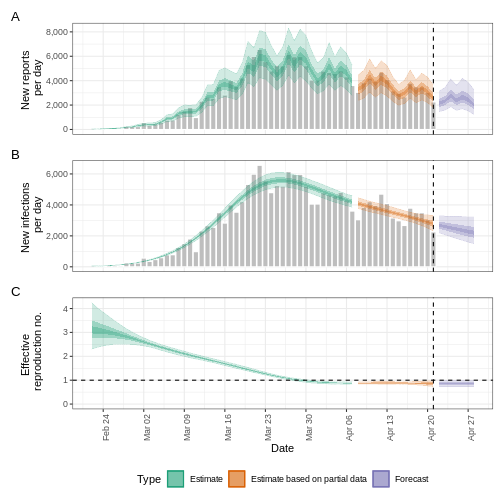 A
New reports
per day
8,000
6,000
4,000
2,000
0
B
New infections
per day
6,000
4,000
2,000
0
C
Effective
reproduction no.
4
3
2
1
0
Feb 24
Mar 02
Mar 09
Mar 16
Mar 23
Mar 30
Apr 06
Apr 13
Apr 20
Apr 27
Date
Type Estimate Estimate based on partial data Forecast